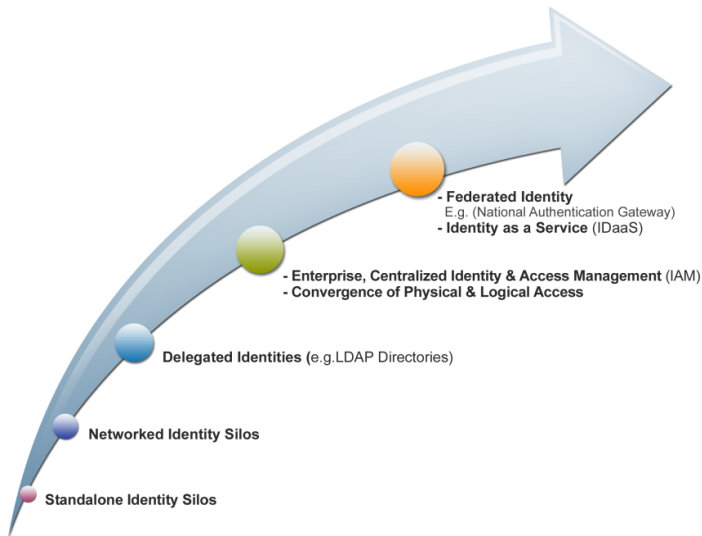 - Federated Identity
E.g. (National Authentication Gateway)
- Identity as a Service (IDaaS)
- Enterprise, Centralized Identity & Access Management (IAM)
- Convergence of Physical & Logical Access
Delegated Identities (e.g.LDAP Directories)
Networked Identity Silos
Standalone Identity Silos